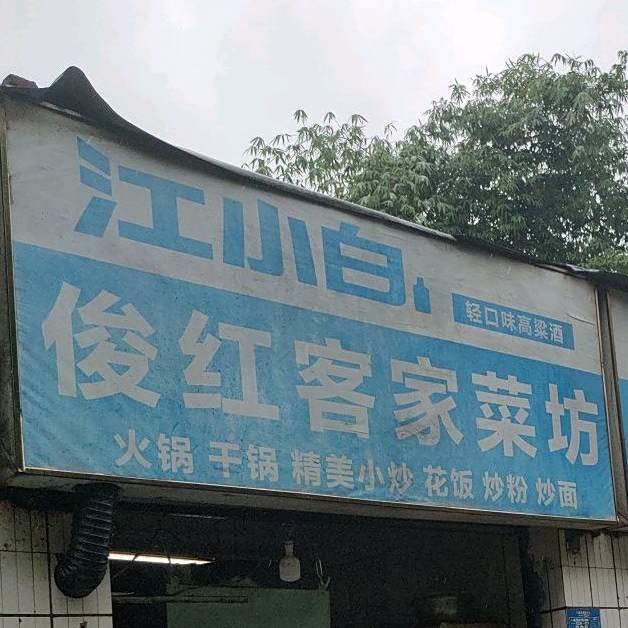 江小白
轻口味高粱酒
俊红客家菜坊
火锅 干锅 精美小炒 花饭 炒粉 炒面